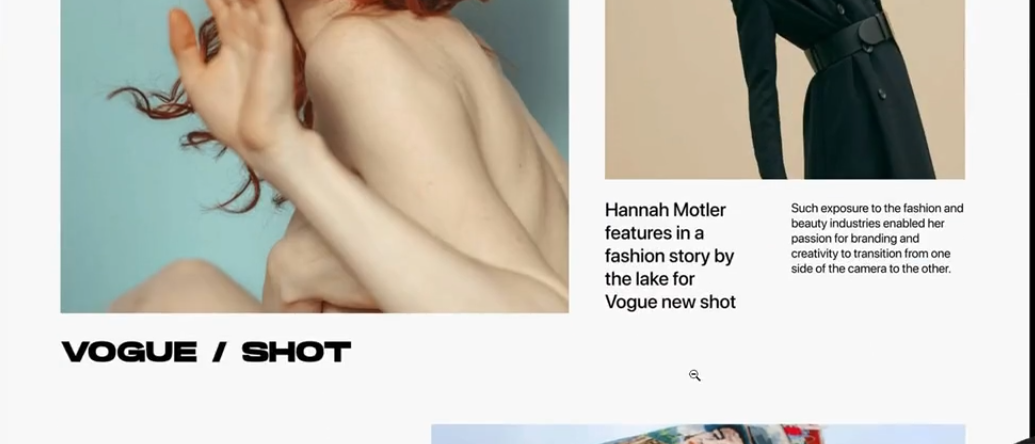 Hannah Motler
features in a
fashion story by
the lake for
Vogue new shot
Such exposure to the fashion and
beauty industries enabled her
passion for branding and
creativity to transition from one
side of the camera to the other.
VOGUE / SHOT